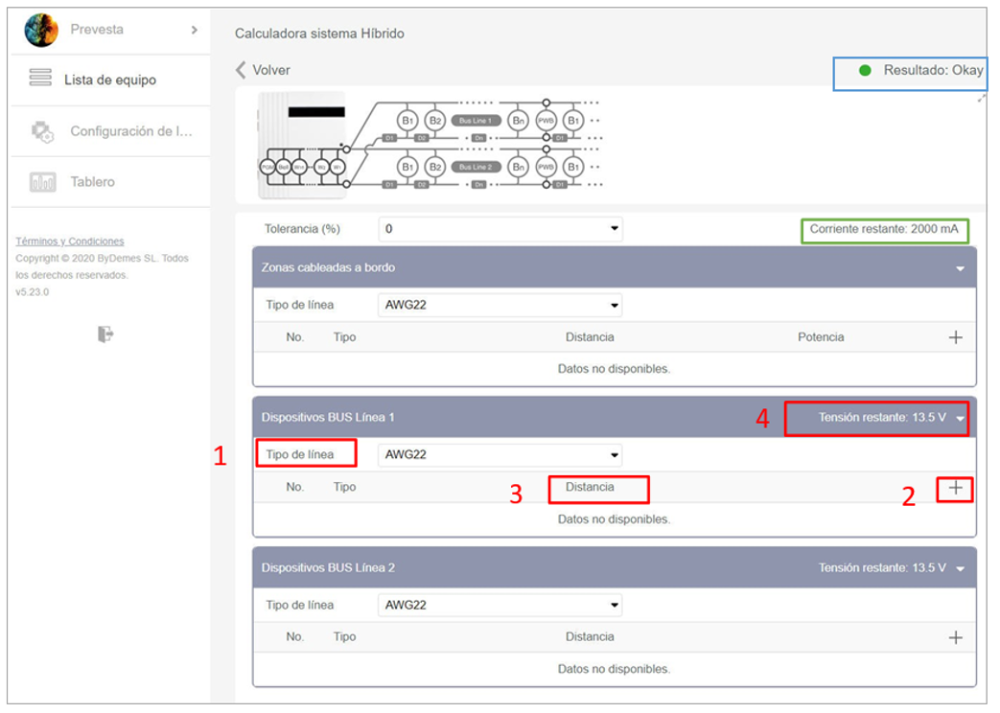 Prevesta
Lista de equipo
Configuración de l...
Tablero
Términos y Condiciones
Copyright © 2020 ByDemes SL. Todos
los derechos reservados.
v5.23.0
Calculadora sistema Híbrido
Volver
Resultado: Okay
B1 B2 Bus Line 1 Bn PWB B1
D1 D2 Dn D1
B1 B2 Bus Line 2 Bn PWB B1
D1 D2 Dn D1
Tolerancia (%) 0 Corriente restante: 2000 mA
Zonas cableadas a bordo
Tipo de línea AWG22
No. Tipo Distancia Potencia +
Datos no disponibles.
Dispositivos BUS Línea 1 4 Tensión restante: 13.5 V
1 Tipo de línea AWG22
No. Tipo 3 Distancia 2 +
Datos no disponibles.
Dispositivos BUS Línea 2 Tensión restante: 13.5 V
Tipo de línea AWG22
No. Tipo Distancia +
Datos no disponibles.